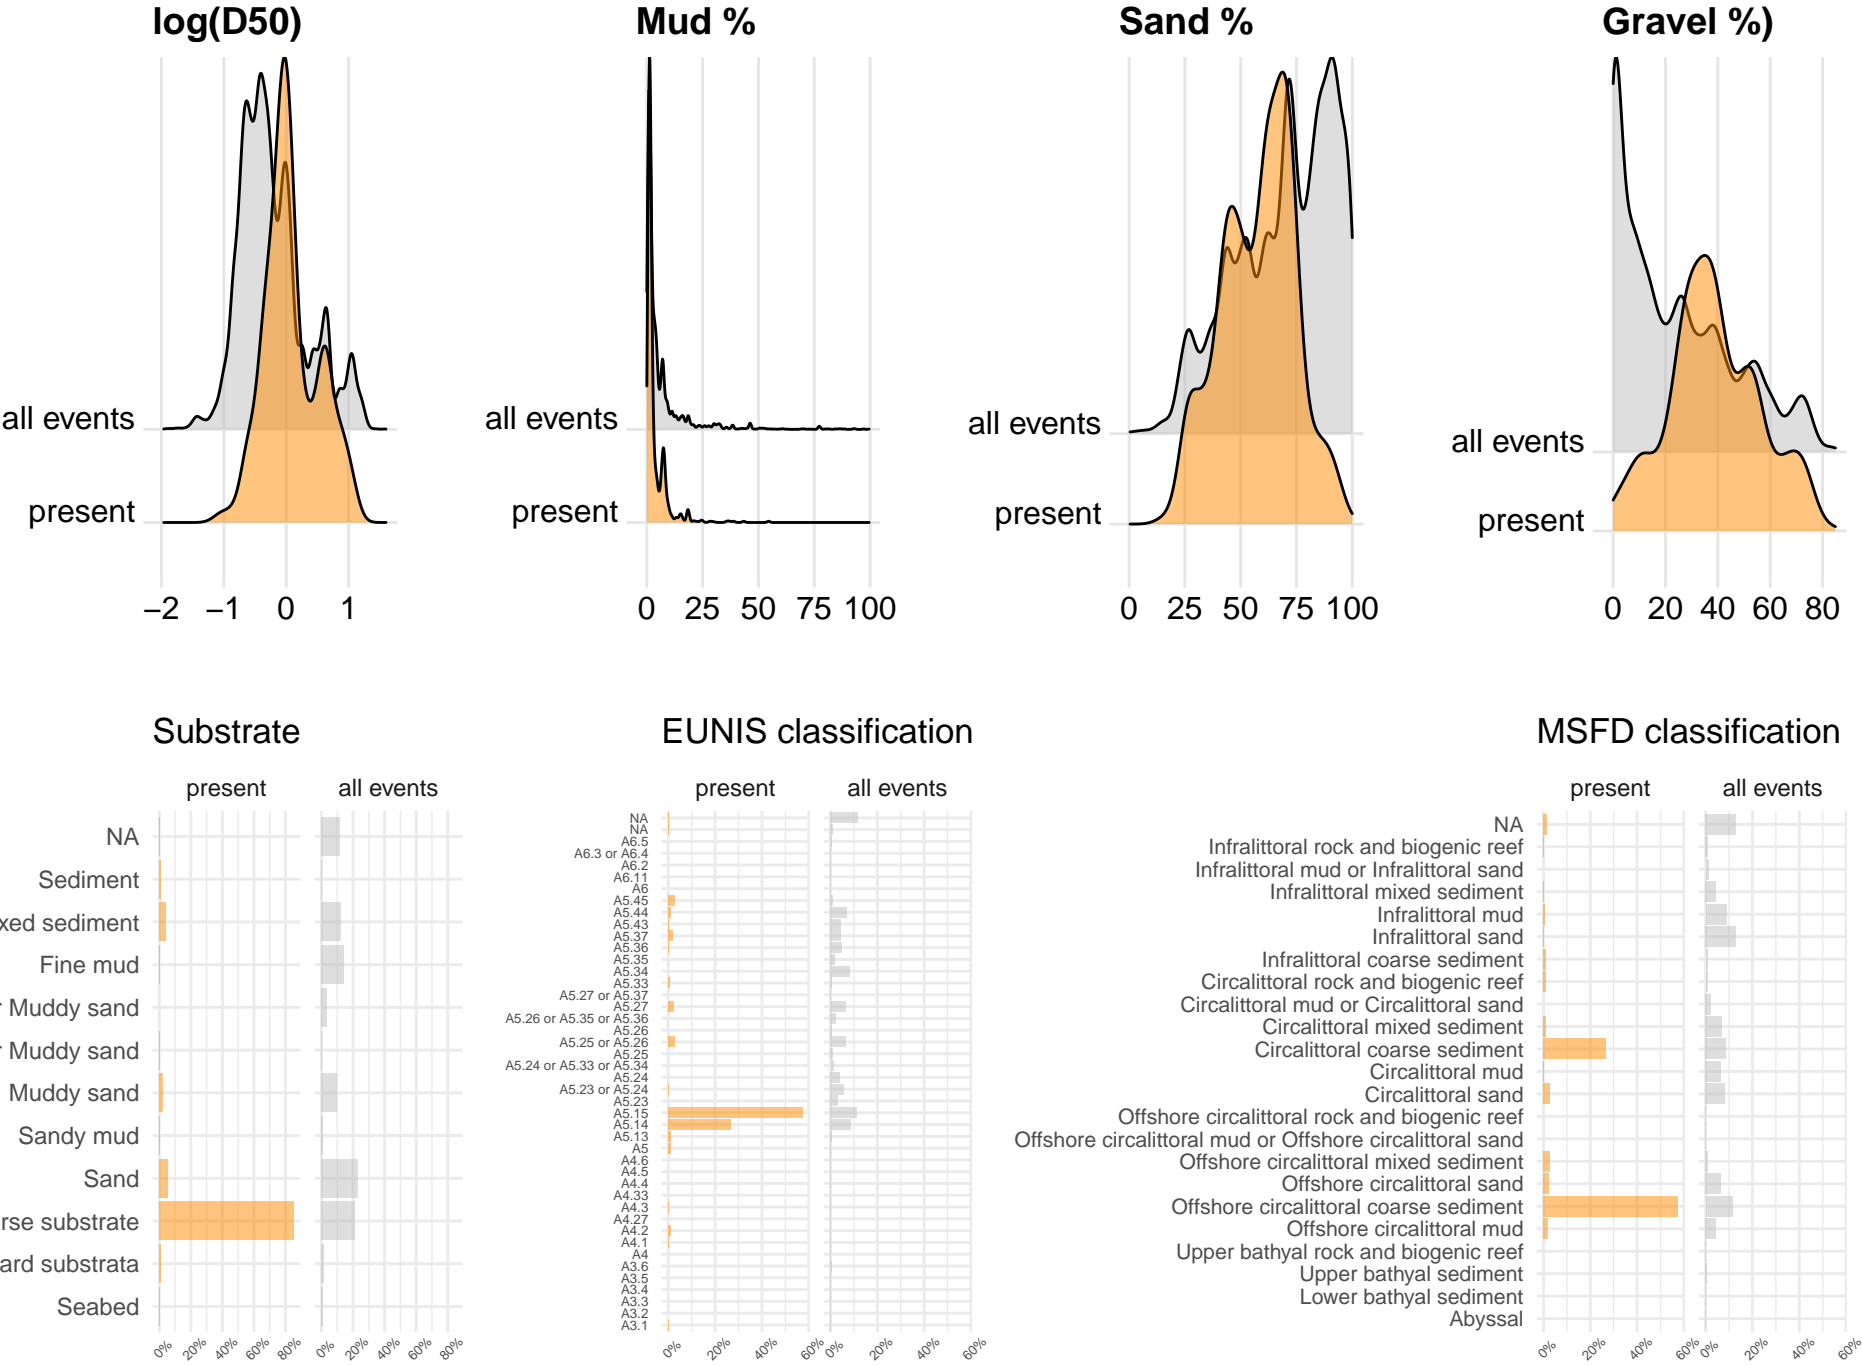 log(D50) Mud % Sand % Gravel %)
all events all events all events all events
present present present present
−2 −1 0 1 0 25 50 75 100 0 25 50 75 100 0 20 40 60 80
Substrate EUNIS classification MSFD classification
present all events present all events present all events
NA
Sediment
xed sediment
Fine mud
r Muddy sand
r Muddy sand
Muddy sand
Sandy mud
Sand
rse substrate
ard substrata
Seabed
0% 20% 40% 60% 80% 0% 20% 40% 60% 80%
NA
NA
A6.5
A6.3 or A6.4
A6.2
A6.11
A6
A5.45
A5.44
A5.43
A5.37
A5.36
A5.35
A5.34
A5.33
A5.27 or A5.37
A5.27
A5.26 or A5.35 or A5.36
A5.26
A5.25 or A5.26
A5.25
A5.24 or A5.33 or A5.34
A5.24
A5.23 or A5.24
A5.23
A5.15
A5.14
A5.13
A5
A4.6
A4.5
A4.4
A4.33
A4.3
A4.27
A4.2
A4.1
A4
A3.6
A3.5
A3.4
A3.3
A3.2
A3.1
0% 20% 40% 60% 0% 20% 40% 60%
NA
Infralittoral rock and biogenic reef
Infralittoral mud or Infralittoral sand
Infralittoral mixed sediment
Infralittoral mud
Infralittoral sand
Infralittoral coarse sediment
Circalittoral rock and biogenic reef
Circalittoral mud or Circalittoral sand
Circalittoral mixed sediment
Circalittoral coarse sediment
Circalittoral mud
Circalittoral sand
Offshore circalittoral rock and biogenic reef
Offshore circalittoral mud or Offshore circalittoral sand
Offshore circalittoral mixed sediment
Offshore circalittoral sand
Offshore circalittoral coarse sediment
Offshore circalittoral mud
Upper bathyal rock and biogenic reef
Upper bathyal sediment
Lower bathyal sediment
Abyssal
0% 20% 40% 60% 0% 20% 40% 60%